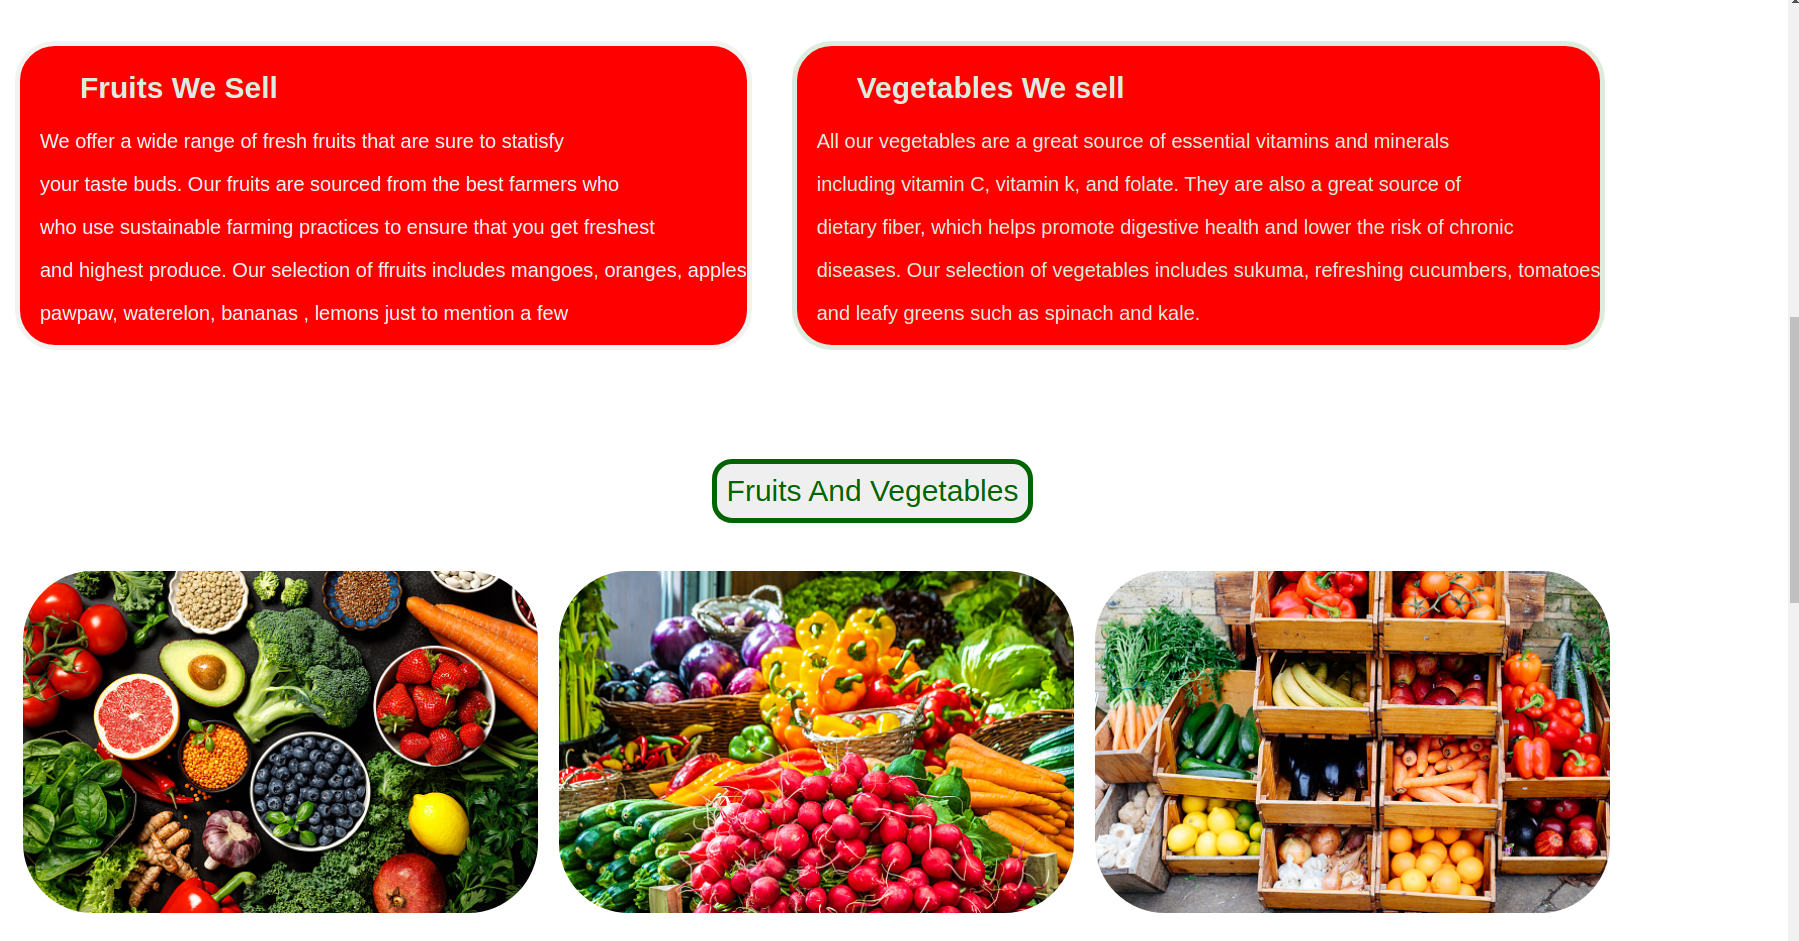 Fruits We Sell
We offer a wide range of fresh fruits that are sure to statisfy
your taste buds. Our fruits are sourced from the best farmers who
who use sustainable farming practices to ensure that you get freshest
and highest produce. Our selection of ffruits includes mangoes, oranges, apples
pawpaw, waterelon, bananas , lemons just to mention a few
Vegetables We sell
All our vegetables are a great source of essential vitamins and minerals
including vitamin C, vitamin k, and folate. They are also a great source of
dietary fiber, which helps promote digestive health and lower the risk of chronic
diseases. Our selection of vegetables includes sukuma, refreshing cucumbers, tomatoes
and leafy greens such as spinach and kale.
Fruits And Vegetables